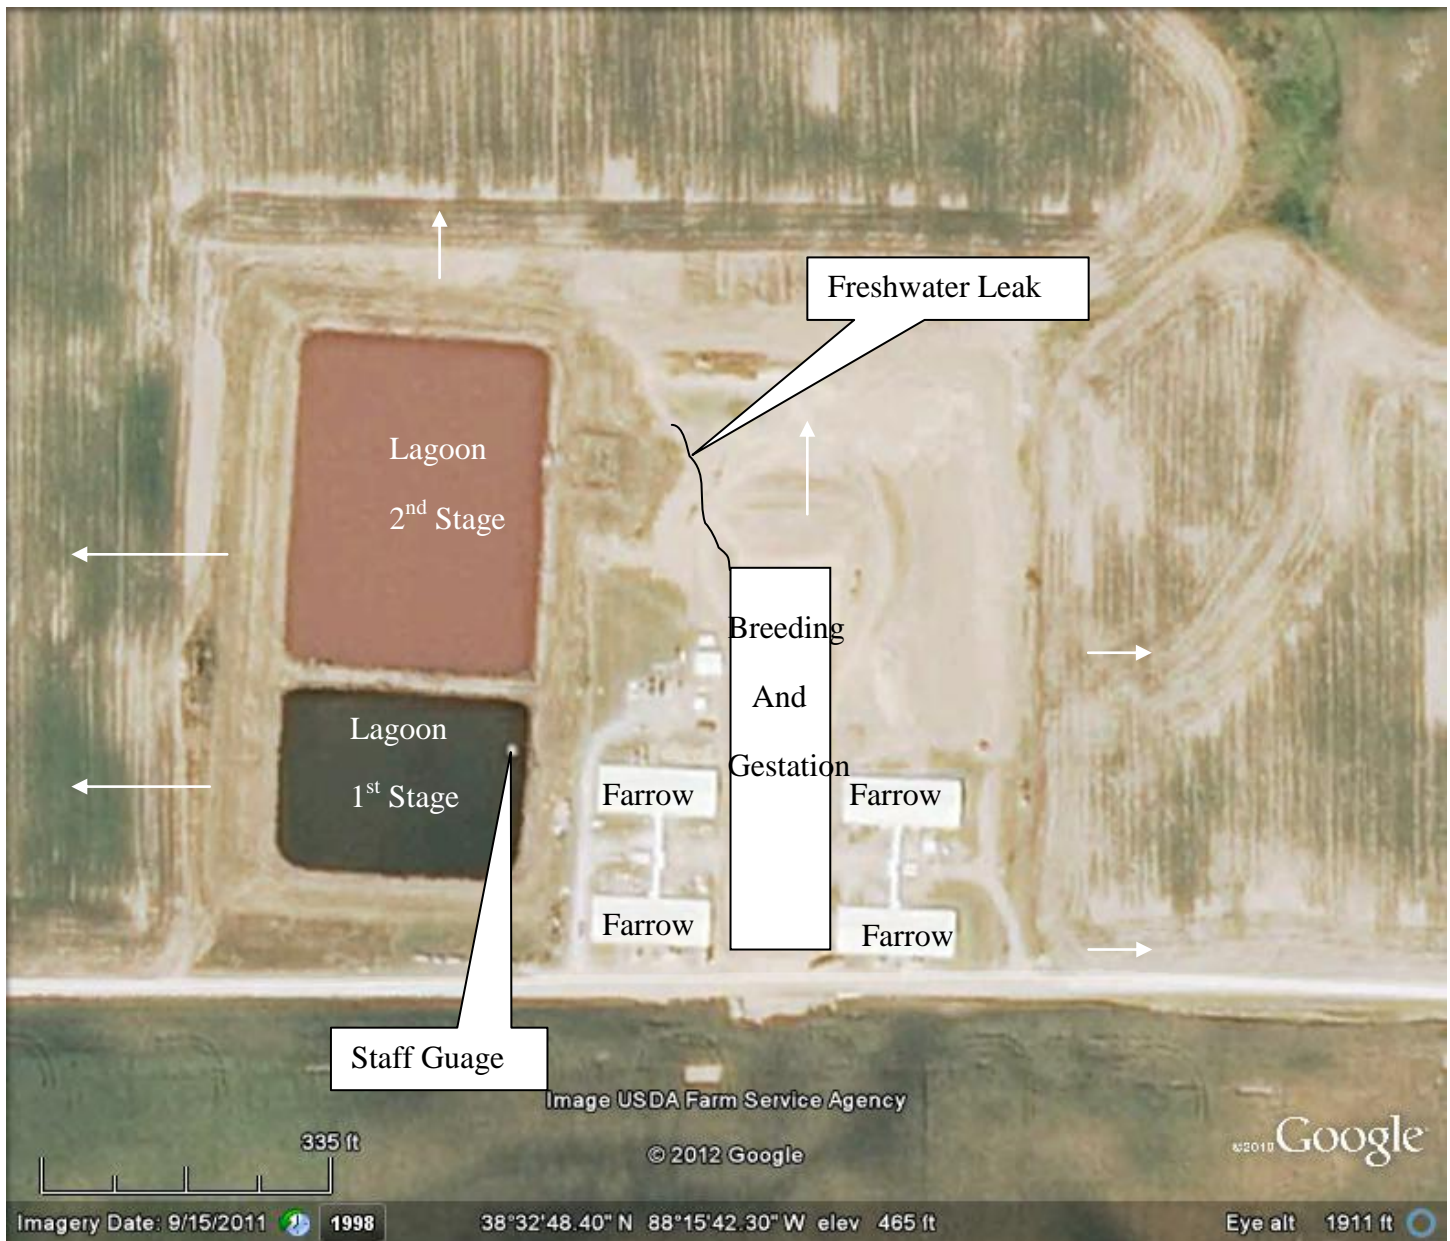 Freshwater Leak
Lagoon
2nd Stage
Breeding
And
Gestation
Lagoon
1st Stage
Farrow
Farrow
Farrow
Farrow
Staff Guage
Image USDA Farm Service Agency
© 2012 Google
©2010 Google
335 ft
Imagery Date: 9/15/2011
1998
38°32'48.40" N 88°15'42.30" W elev 465 ft
Eye alt 1911 ft